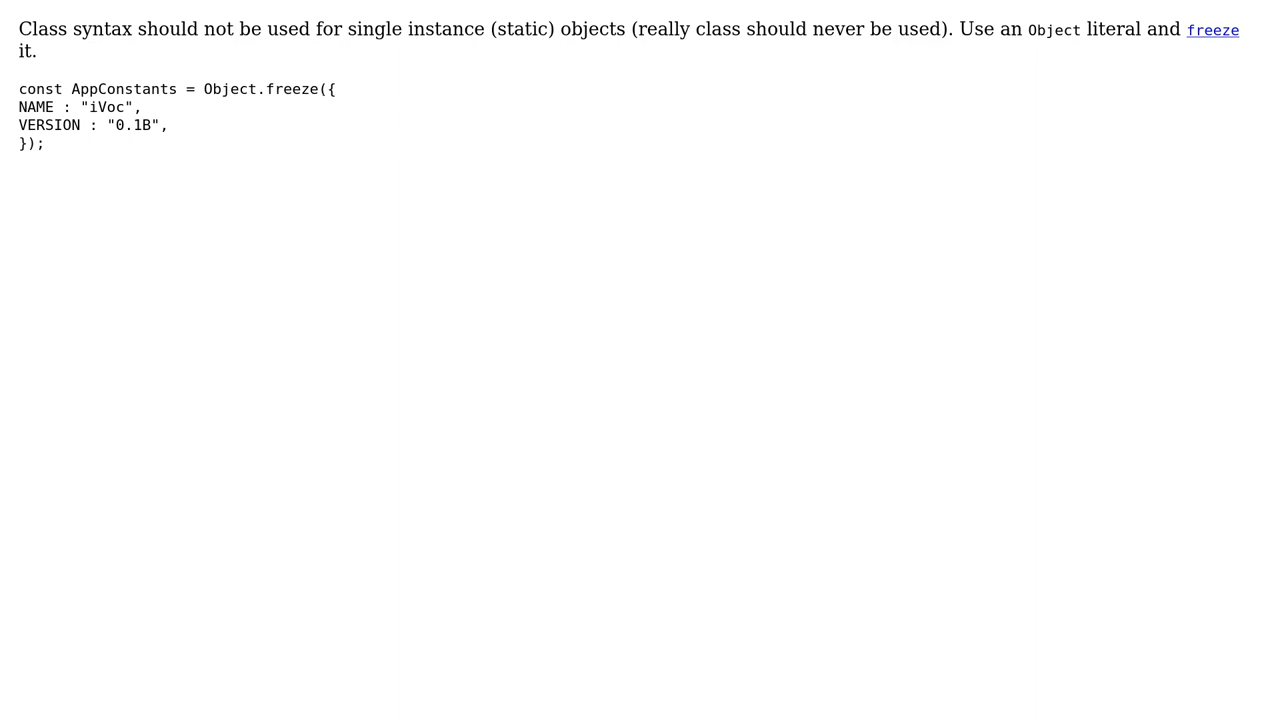 Class syntax should not be used for single instance (static) objects (really class should never be used). Use an Object literal and freeze
it.
const AppConstants = Object.freeze({
NAME : "iVoc",
VERSION : "0.1B",
});